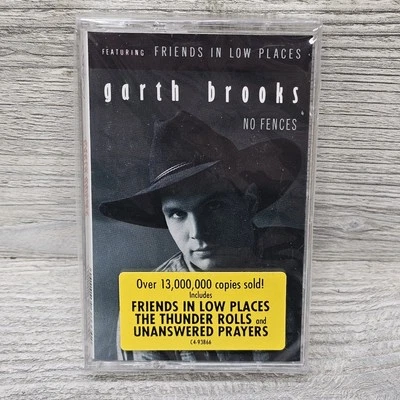 FEATURING FRIENDS IN LOW PLACES
garth brooks
NO FENCES
Over 13,000,000 copies sold!
Includes
FRIENDS IN LOW PLACES
THE THUNDER ROLLS and
UNANSWERED PRAYERS
C4-93866